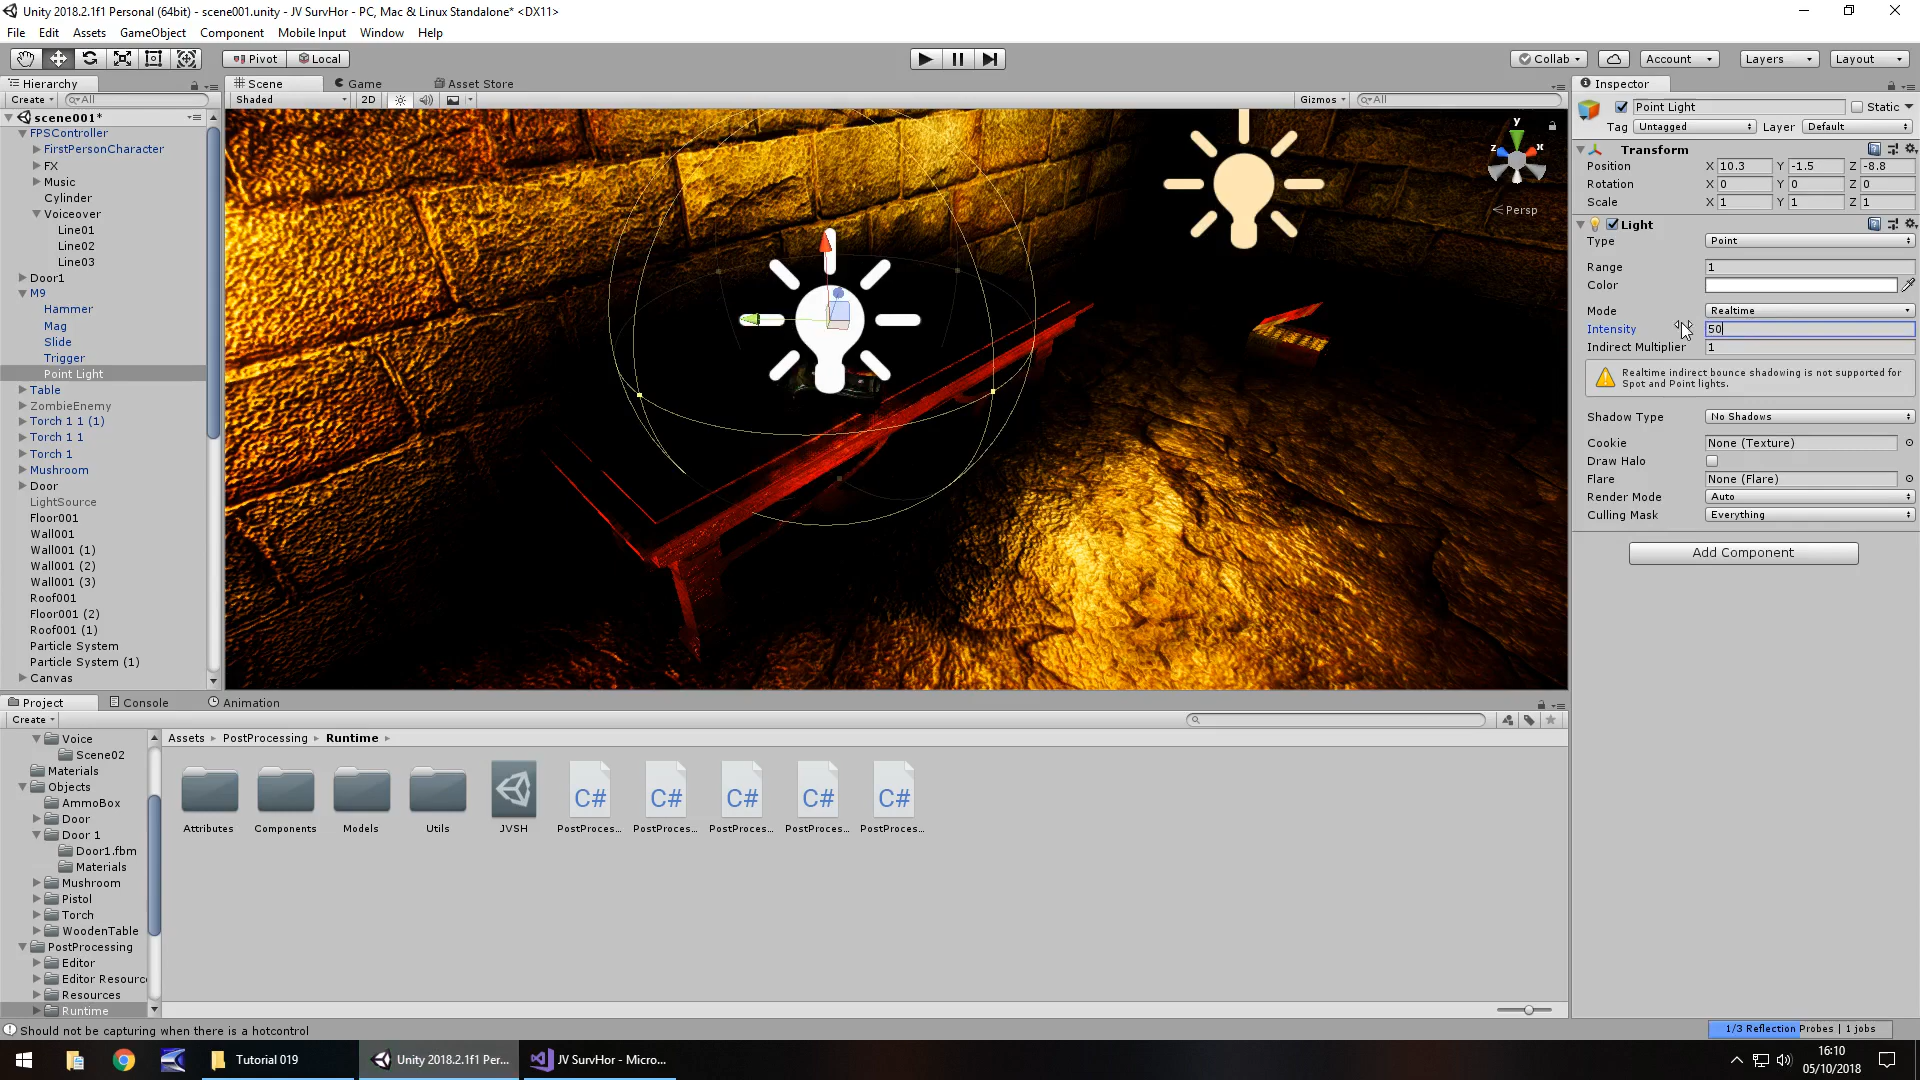 Unity 2018.2.1f1 Personal (64bit) - scene001.unity - JV SurvHor - PC, Mac & Linux Standalone* <DX11>
File Edit Assets GameObject Component Mobile Input Window Help
Pivot Local Collab Account Layers Layout
Hierarchy Scene Game Asset Store Inspector
Create All Shaded 2D Gizmos All
scene001*
FPSController
FirstPersonCharacter
FX
Music
Cylinder
Voiceover
Line01
Line02
Line03
Door1
M9
Hammer
Mag
Slide
Trigger
Point Light
Table
ZombieEnemy
Torch 1 1 (1)
Torch 1 1
Torch 1
Mushroom
Door
LightSource
Floor001
Wall001
Wall001 (1)
Wall001 (2)
Wall001 (3)
Roof001
Floor001 (2)
Roof001 (1)
Particle System
Particle System (1)
Canvas
y
z x
Persp
Point Light Static
Tag Untagged Layer Default
Transform
Position X 10.3 Y -1.5 Z -8.8
Rotation X 0 Y 0 Z 0
Scale X 1 Y 1 Z 1
Light
Type Point
Range 1
Color
Mode Realtime
Intensity 50
Indirect Multiplier 1
Realtime indirect bounce shadowing is not supported for
Spot and Point lights.
Shadow Type No Shadows
Cookie None (Texture)
Draw Halo
Flare None (Flare)
Render Mode Auto
Culling Mask Everything
Add Component
Project Console Animation
Create
Voice
Scene02
Materials
Objects
AmmoBox
Door
Door 1
Door1.fbm
Materials
Mushroom
Pistol
Torch
WoodenTable
PostProcessing
Editor
Editor Resourc
Resources
Runtime
Assets PostProcessing Runtime
C# C# C# C# C#
Attributes Components Models Utils JVSH PostProces... PostProces... PostProces... PostProces... PostProces...
Should not be capturing when there is a hotcontrol
1/3 Reflection Probes | 1 jobs
Tutorial 019 Unity 2018.2.1f1 Per... JV SurvHor - Micro...
16:10
05/10/2018